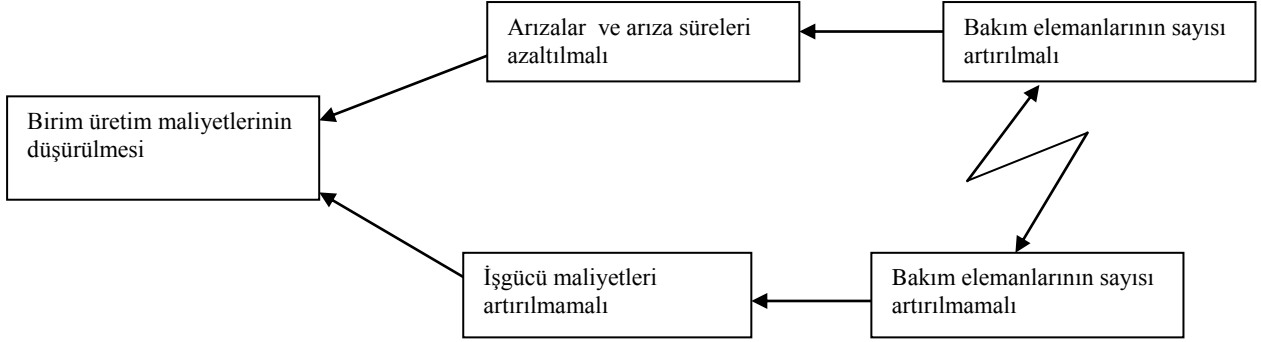 Arızalar ve arıza süreleri
azaltılmalı
Bakım elemanlarının sayısı
artırılmalı
Birim üretim maliyetlerinin
düşürülmesi
İşgücü maliyetleri
artırılmamalı
Bakım elemanlarının sayısı
artırılmamalı